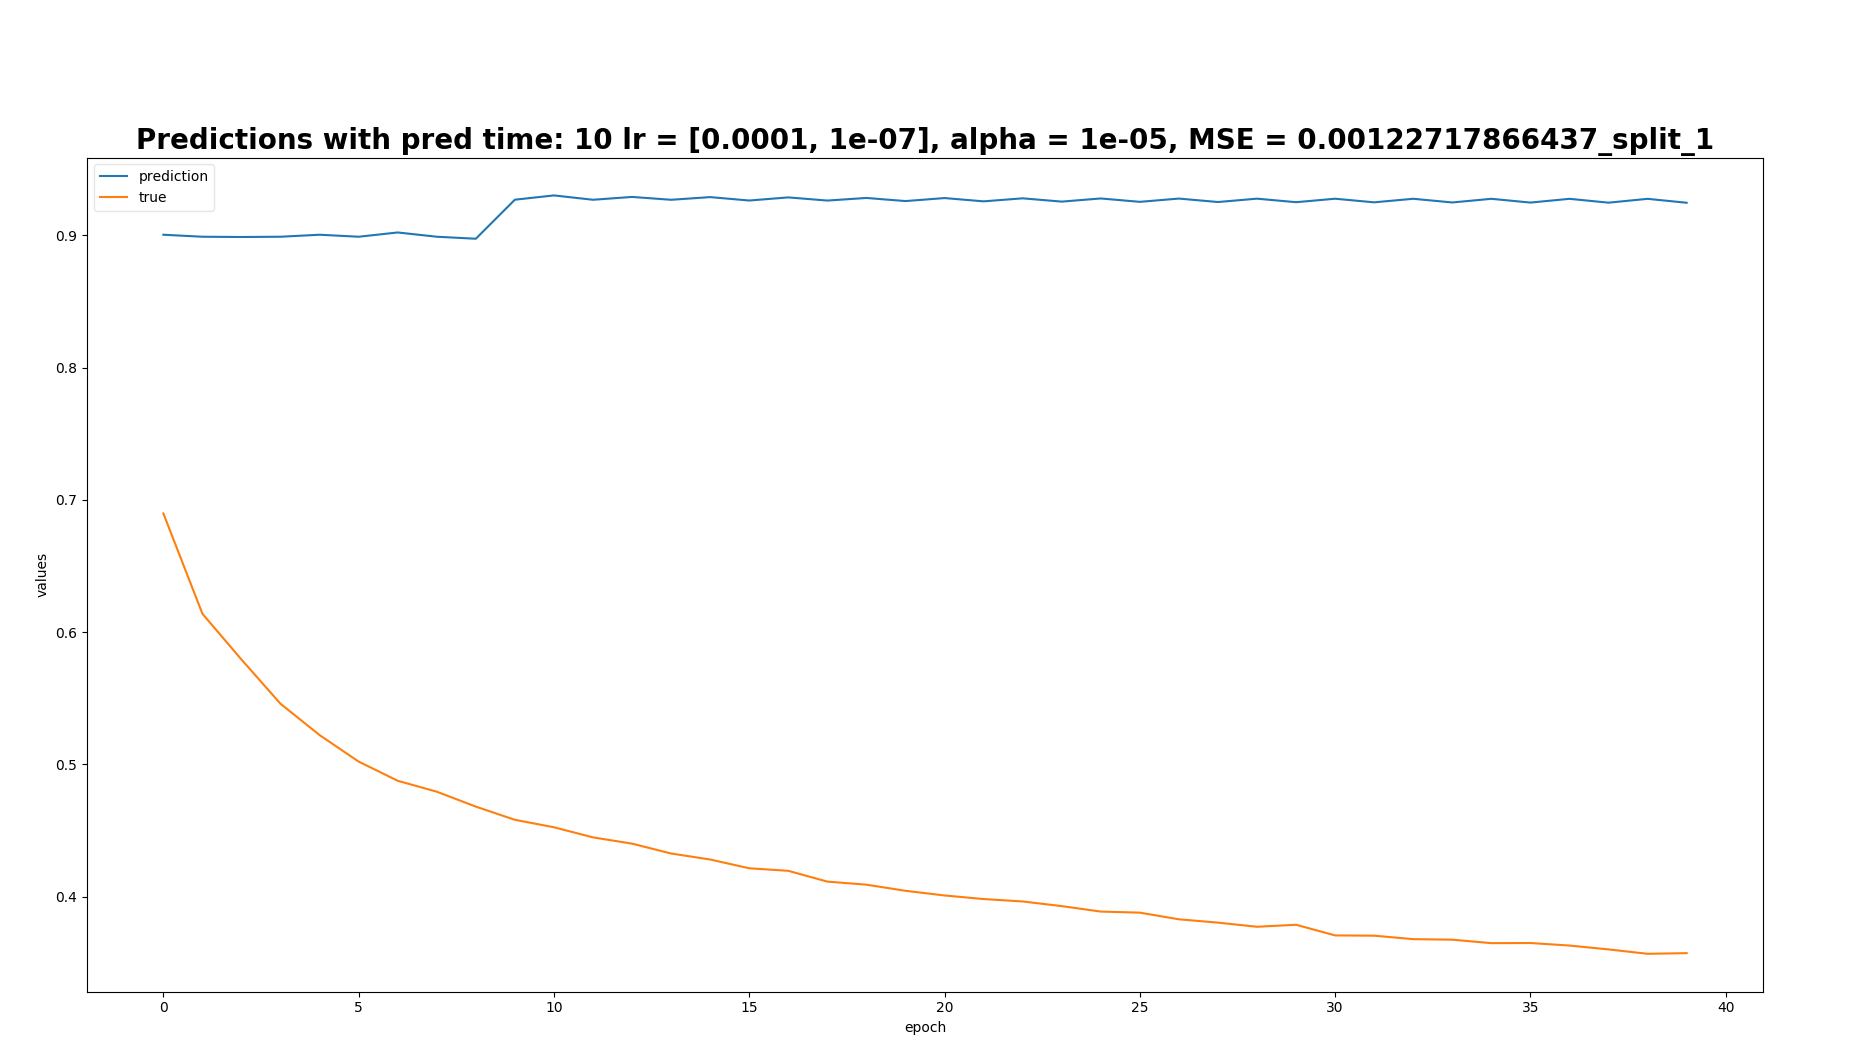 Predictions with pred time: 10 lr = [0.0001, 1e-07], alpha = 1e-05, MSE = 0.00122717866437_split_1
prediction
true
0.9
0.8
0.7
0.6
0.5
0.4
values
0 5 10 15 20 25 30 35 40
epoch